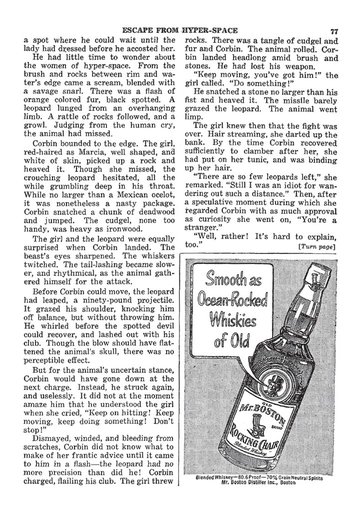 ESCAPE FROM HYPER-SPACE 77
a spot where he could wait until the
lady had dressed before he accosted her.
He had little time to wonder about
the women of hyper-space. From the
brush and rocks between rim and wa-
ter's edge came a scream, blended with
a savage snarl. There was a flash of
orange colored fur, black spotted. A
leopard lunged from an overhanging
limb. A rattle of rocks followed, and a
growl. Judging from the human cry,
the animal had missed.
Corbin bounded to the edge. The girl,
red-haired as Marcia, well shaped, and
white of skin, picked up a rock and
heaved it. Though she missed, the
crouching leopard hesitated, all the
while grumbling deep in his throat.
While no larger than a Mexican ocelot,
it was nonetheless a nasty package.
Corbin snatched a chunk of deadwood
and jumped. The cudgel, none too
handy, was heavy as ironwood.
The girl and the leopard were equally
surprised when Corbin landed. The
beast's eyes sharpened. The whiskers
twitched. The tail-lashing became slow-
er, and rhythmical, as the animal gath-
ered himself for the attack.
Before Corbin could move, the leopard
had leaped, a ninety-pound projectile.
It grazed his shoulder, knocking him
off balance, but without throwing him.
He whirled before the spotted devil
could recover, and lashed out with his
club. Though the blow should have flat-
tened the animal's skull, there was no
perceptible effect.
But for the animal's uncertain stance,
Corbin would have gone down at the
next charge. Instead, he struck again,
and uselessly. It did not at the moment
amaze him that he understood the girl
when she cried, "Keep on hitting! Keep
moving, keep doing something! Don't
stop!"
Dismayed, winded, and bleeding from
scratches, Corbin did not know what to
make of her frantic advice until it came
to him in a flash—the leopard had no
more precision than did he! Corbin
charged, flailing his club. The girl threw
rocks. There was a tangle of cudgel and
fur and Corbin. The animal rolled. Cor-
bin landed headlong amid brush and
stones. He had lost his weapon.
"Keep moving, you've got him!" the
girl called. "Do something!"
He snatched a stone no larger than his
fist and heaved it. The missile barely
grazed the leopard. The animal went
limp.
The girl knew then that the fight was
over. Hair streaming, she darted up the
bank. By the time Corbin recovered
sufficiently to clamber after her, she
had put on her tunic, and was binding
up her hair.
"There are so few leopards left," she
remarked. "Still I was an idiot for wan-
dering out such a distance." Then, after
a speculative moment during which she
regarded Corbin with as much approval
as curiosity she went on, "You're a
stranger."
"Well, rather! It's hard to explain,
too." [Turn page]
Smooth as
Ocean-Rocked
Whiskies
of Old
MR. BOSTON
ROCKING CHAIR
Blended Whiskey—80.6 Proof—70% Grain Neutral Spirits
Mr. Boston Distiller Inc., Boston